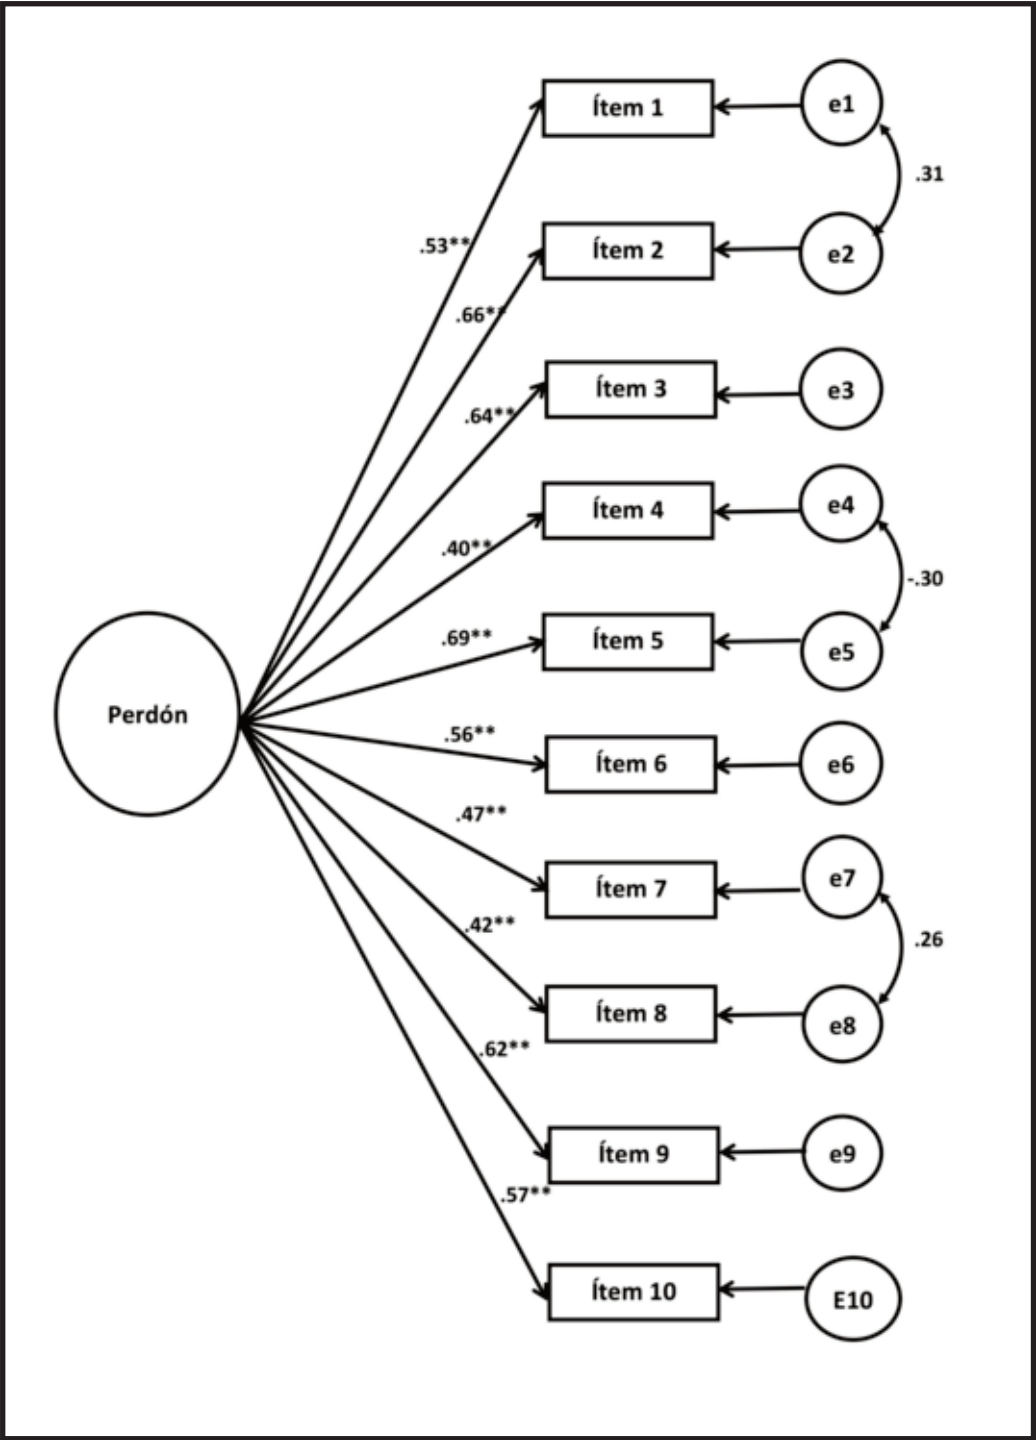 Ítem 1
e1
.31
.53**
Ítem 2
e2
.66**
Ítem 3
e3
.64**
Ítem 4
e4
.40**
-.30
Ítem 5
e5
.69**
Perdón
.56**
Ítem 6
e6
.47**
Ítem 7
e7
.42**
.26
Ítem 8
e8
.62**
Ítem 9
e9
.57**
Ítem 10
E10